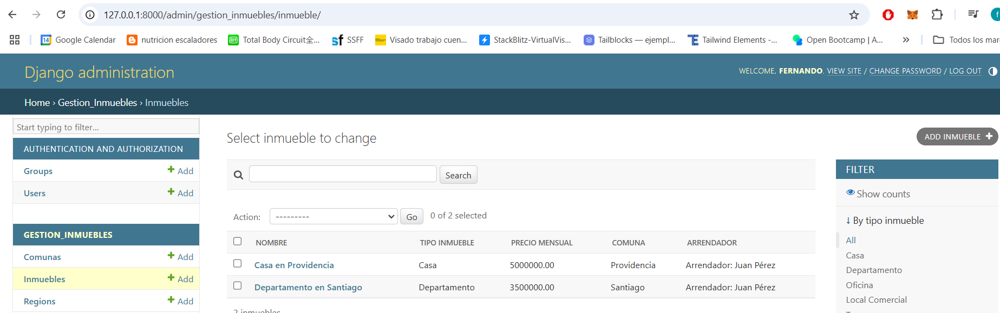 127.0.0.1:8000/admin/gestion_inmuebles/inmueble/
14 Google Calendar nutricion escaladores DIY Total Body Circuit全... sf SSFF Visado trabajo cuen... StackBlitz-VirtualVis... Tailblocks — ejempl... Tailwind Elements -... Open Bootcamp | A... » Todos los mar
Django administration
WELCOME, FERNANDO. VIEW SITE / CHANGE PASSWORD / LOG OUT
Home › Gestion_Inmuebles › Inmuebles
Start typing to filter...
AUTHENTICATION AND AUTHORIZATION
Groups + Add
Users + Add
GESTION_INMUEBLES
Comunas + Add
Inmuebles + Add
Regions + Add
Select inmueble to change
ADD INMUEBLE +
Search
Action: --------- Go 0 of 2 selected
NOMBRE TIPO INMUEBLE PRECIO MENSUAL COMUNA ARRENDADOR
Casa en Providencia Casa 5000000.00 Providencia Arrendador: Juan Pérez
Departamento en Santiago Departamento 3500000.00 Santiago Arrendador: Juan Pérez
2 inmuebles
FILTER
Show counts
↓ By tipo inmueble
All
Casa
Departamento
Oficina
Local Comercial